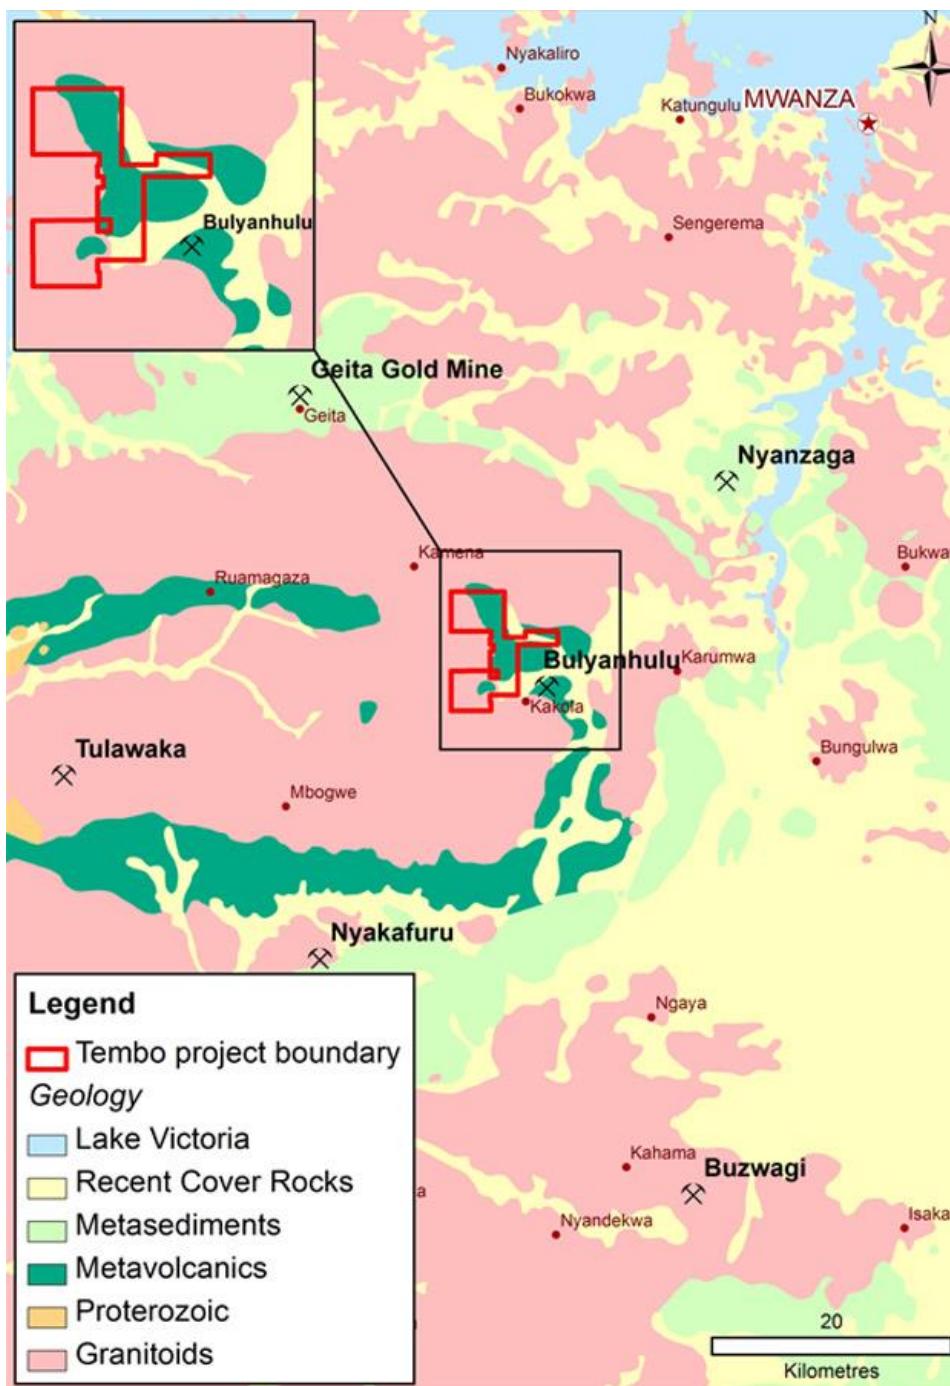 N
Nyakaliro
Bukokwa
Katungulu
MWANZA
Sengerema
Bulyanhulu
Geita Gold Mine
Geita
Nyanzaga
Kamena
Bukwa
Ruamagaza
Bulyanhulu
Karumwa
Kakola
Tulawaka
Bungulwa
Mbogwe
Nyakafuru
Ngaya
Kahama
Buzwagi
Nyandekwa
Isaka
a
Legend
Tembo project boundary
Geology
Lake Victoria
Recent Cover Rocks
Metasediments
Metavolcanics
Proterozoic
Granitoids
20
Kilometres